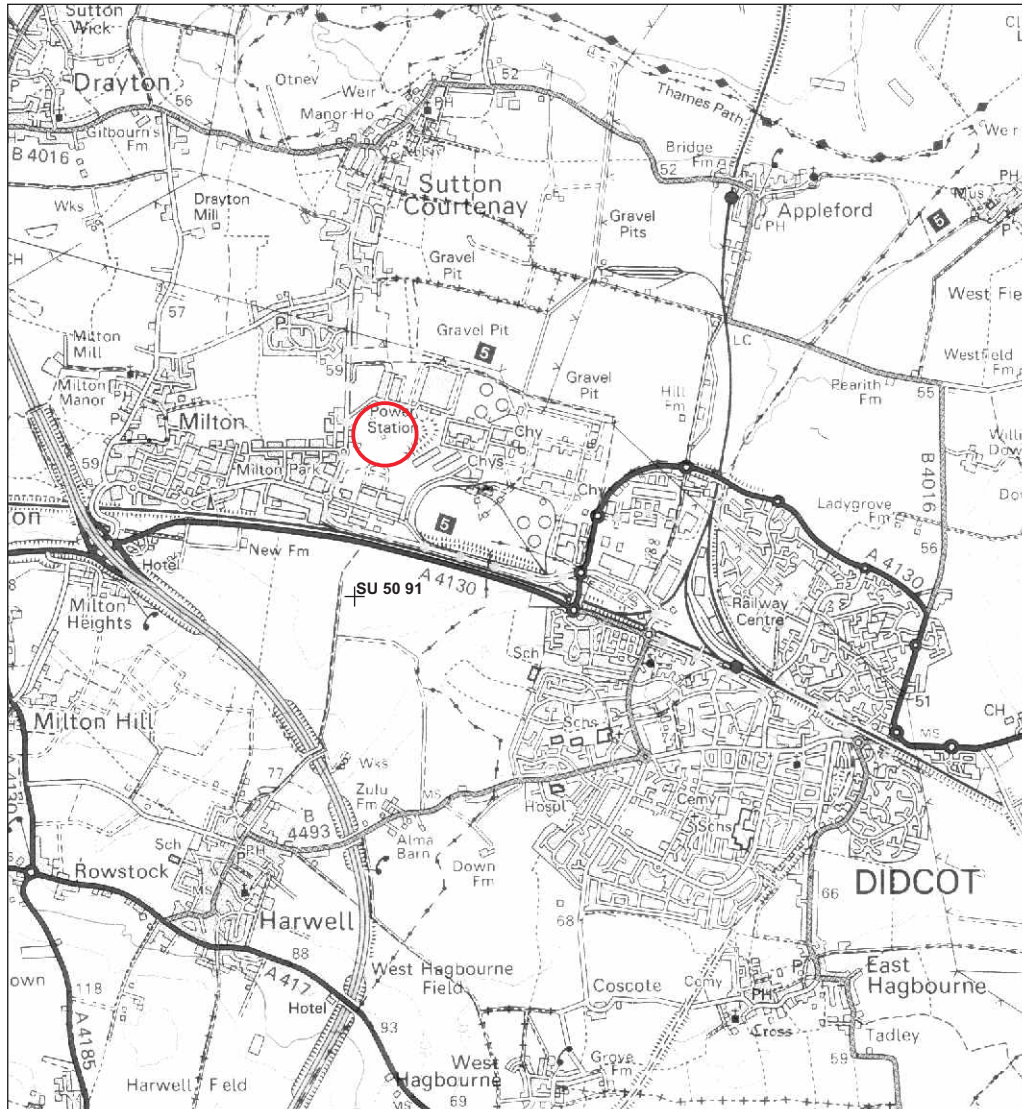 Sutton
Wick
Drayton
56
P
Gilbourn's
Fm
B 4016
Otney
Weir
Manor Ho
PH
52
Thames Path
Bridge
Fm
52
Weir
PH
Mus
P
5
Appleford
PH
Sutton
Courtenay
Wks
Drayton
Mill
Gravel
Pits
Gravel
Pit
57
P
Gravel Pit
5
LC
West Fie
Westfield
Fm
Milton
Mill
59
Gravel
Pit
Hill
Fm
Pearith
Fm
55
Milton
Manor
PH
P
Milton
Power
Station
Chy
Chys
Chy
Milton Park
59
B 4016
Ladygrove
Fm
56
5
on
Hotel
New Fm
A 4130
A 4130
SU 50 91
Milton
Heights
Railway
Centre
Sch
51
MS
CH
Milton Hill
Schs
77
Wks
Zulu
Fm
MS
Hospl
Cemy
Schs
B
4493
Alma
Barn
Down
Fm
Sch
PH
P
MS
Rowstock
DIDCOT
66
Harwell
68
88
A 417
West Hagbourne
Field
Coscote
Cemy
PH
P
East
Hagbourne
own
118
Hotel
93
Cross
Tadley
A 4185
59
Harwell Field
West
Hagbourne
Grove
Fm
MS
69